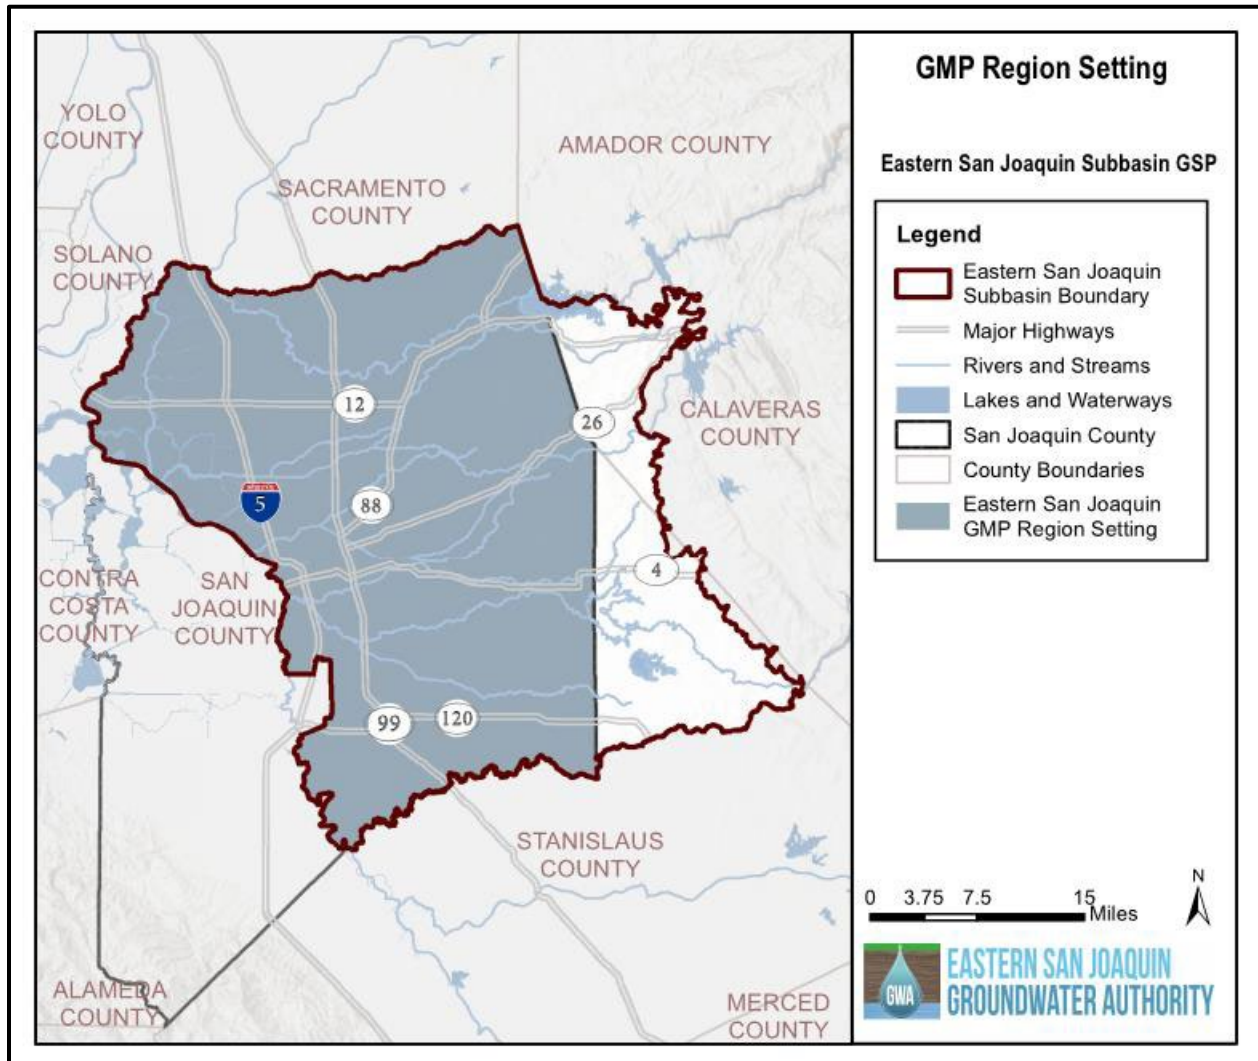 GMP Region Setting
Eastern San Joaquin Subbasin GSP
Legend
Eastern San Joaquin
Subbasin Boundary
Major Highways
Rivers and Streams
Lakes and Waterways
San Joaquin County
County Boundaries
Eastern San Joaquin
GMP Region Setting
YOLO
COUNTY
AMADOR COUNTY
SACRAMENTO
COUNTY
SOLANO
COUNTY
12
26
CALAVERAS
COUNTY
5
88
4
CONTRA
COSTA
COUNTY
SAN
JOAQUIN
COUNTY
99
120
STANISLAUS
COUNTY
ALAMEDA
COUNTY
MERCED
COUNTY
N
0 3.75 7.5 15
Miles
GWA
EASTERN SAN JOAQUIN
GROUNDWATER AUTHORITY